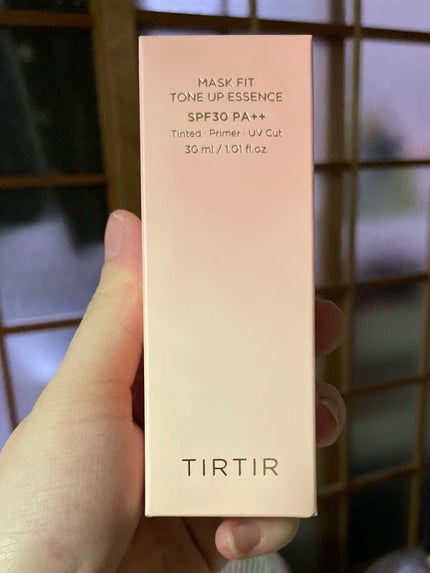 MASK FIT
TONE UP ESSENCE
SPF30 PA++
Tinted · Primer · UV Cut
30 ml / 1.01 fl.oz.
TIRTIR